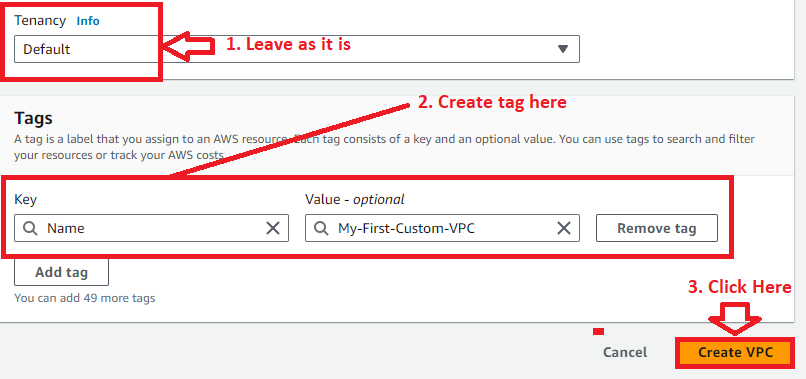 Tenancy Info
Default
1. Leave as it is
2. Create tag here
Tags
A tag is a label that you assign to an AWS resource. Each tag consists of a key and an optional value. You can use tags to search and filter
your resources or track your AWS costs.
Key
Value - optional
Name
My-First-Custom-VPC
Remove tag
Add tag
You can add 49 more tags
3. Click Here
Cancel
Create VPC